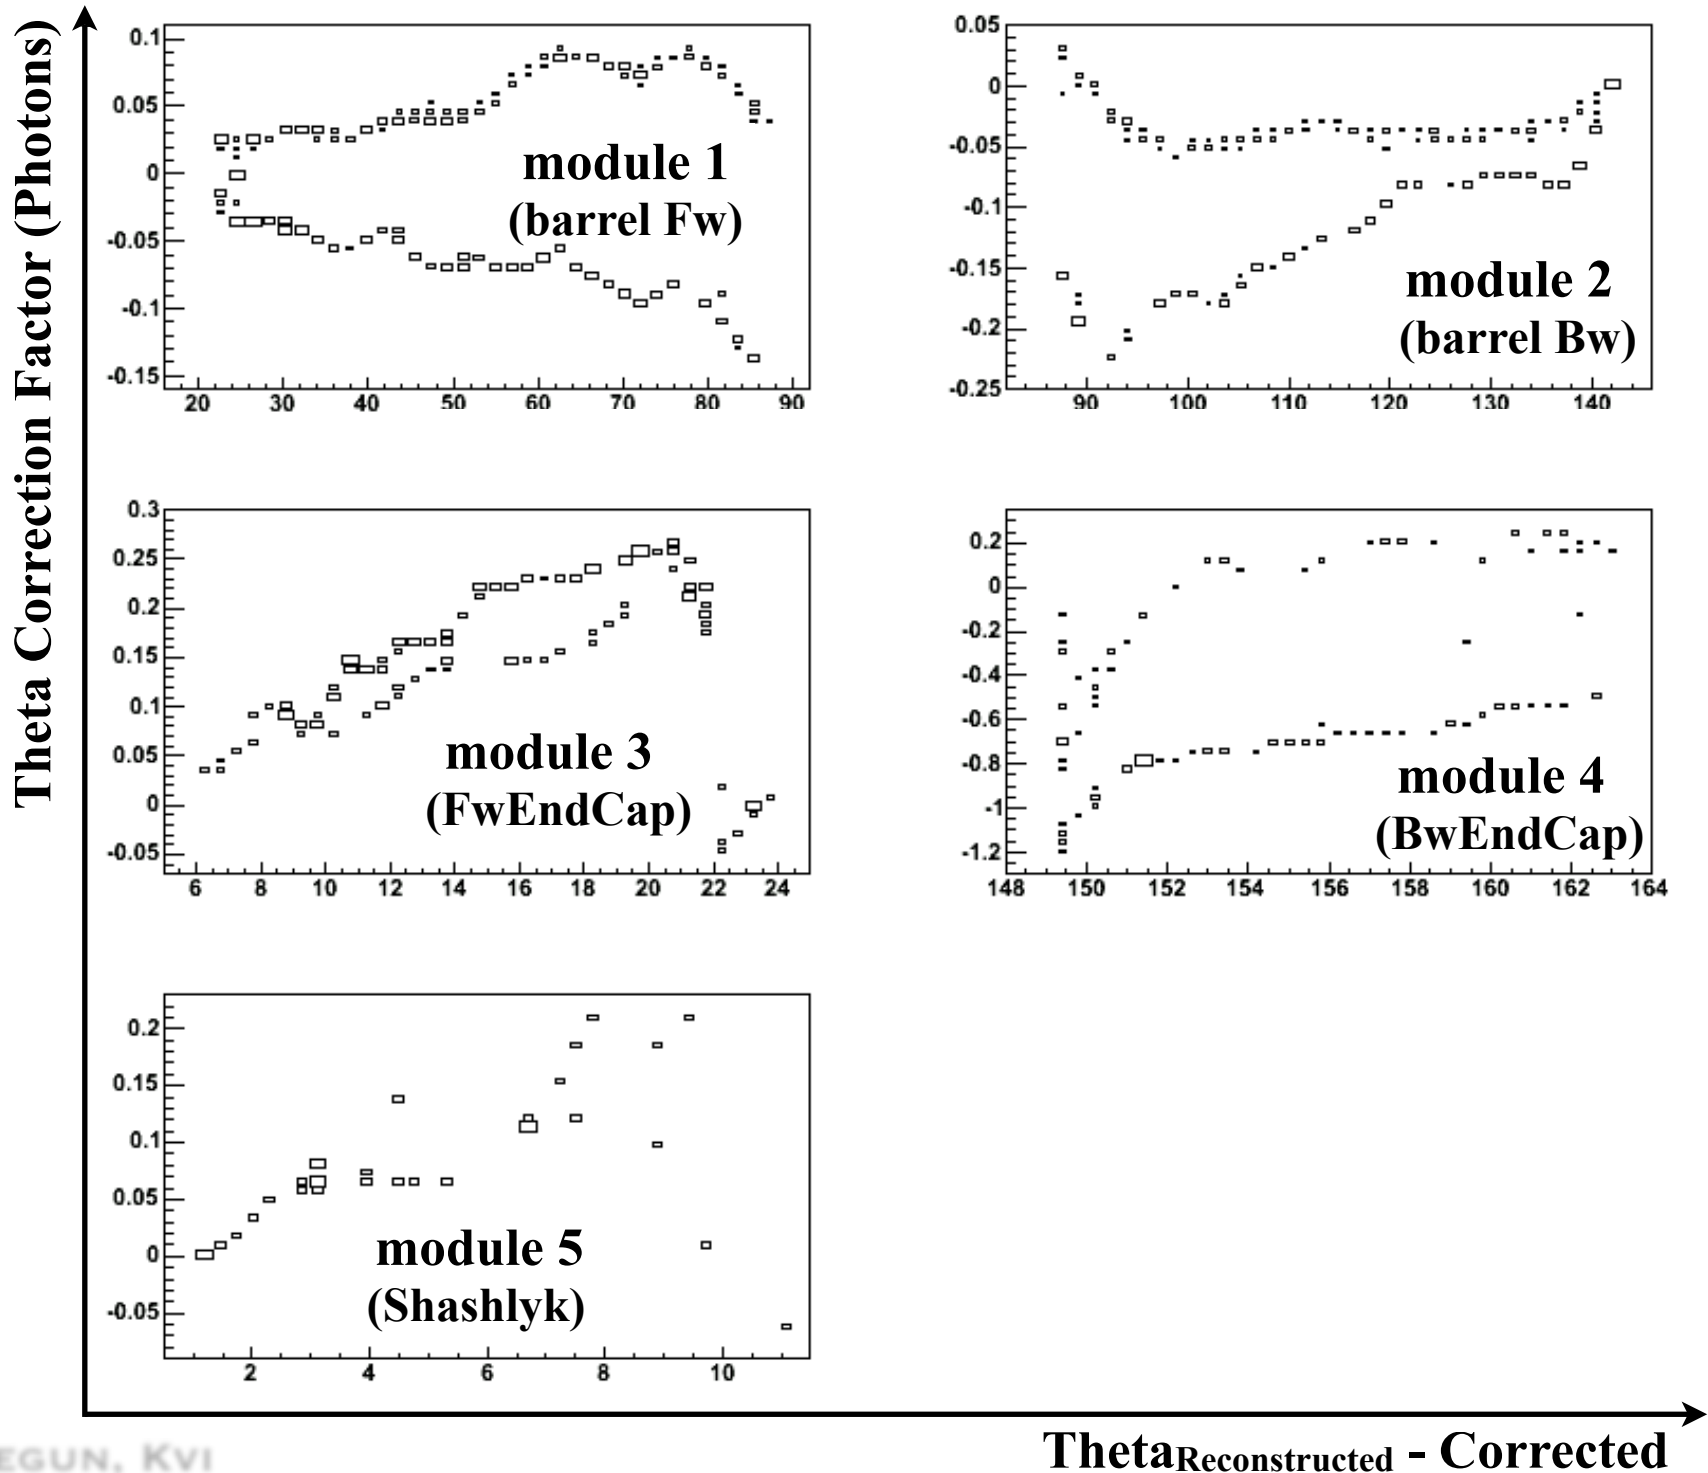 Theta Correction Factor (Photons)
0.1
0.05
0
-0.05
-0.1
-0.15
20 30 40 50 60 70 80 90
module 1
(barrel Fw)
0.05
0
-0.05
-0.1
-0.15
-0.2
-0.25
90 100 110 120 130 140
module 2
(barrel Bw)
0.3
0.25
0.2
0.15
0.1
0.05
0
-0.05
6 8 10 12 14 16 18 20 22 24
module 3
(FwEndCap)
0.2
0
-0.2
-0.4
-0.6
-0.8
-1
-1.2
148 150 152 154 156 158 160 162 164
module 4
(BwEndCap)
0.2
0.15
0.1
0.05
0
-0.05
2 4 6 8 10
module 5
(Shashlyk)
ThetaReconstructed - Corrected
EGUN, KVI